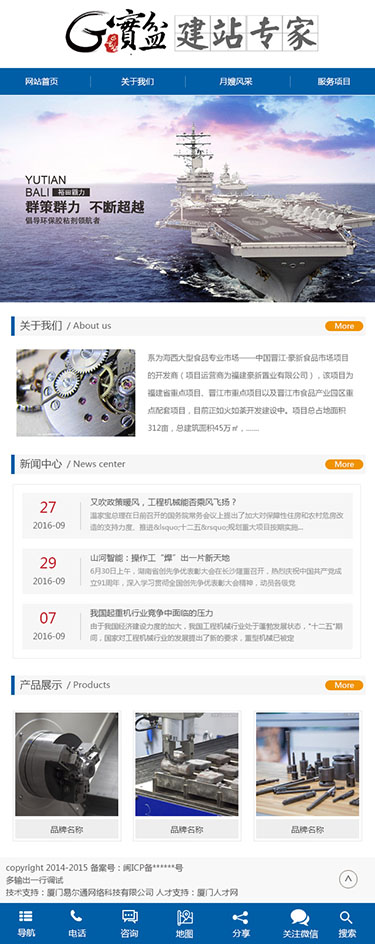 寳盆 建站专家
网站首页 关于我们 月嫂风采 服务项目
YUTIAN
BALI 裕田霸力
群策群力 不断超越
倡导环保胶粘剂领航者
关于我们 / About us More
系为海西大型食品专业市场——中国晋江·豪新食品市场项目
的开发商（项目运营商为福建豪新置业有限公司），该项目为
福建省重点项目、晋江市重点项目以及晋江市食品产业园区重
点配套项目，目前正如火如荼开发建设中。项目总占地面积
312亩，总建筑面积45万㎡，......
新闻中心 / News center More
27
2016-09
又吹政策暖风，工程机械能否乘风飞扬？
温家宝总理在日前召开的国务院常务会议上提出了加大对保障性住房和农村危房改
造的支持力度、推进&lsquo;十二五&rsquo;规划重大项目按期实施...
29
2016-09
山河智能：操作工“焊”出一片新天地
6月30日上午，湖南省创先争优表彰大会在长沙隆重召开，热烈庆祝中国共产党成
立91周年，深入学习贯彻全国创先争优表彰大会精神，动员各级党
07
2016-09
我国起重机行业竞争中面临的压力
由于我国经济建设力度的加大，我国工程机械行业处于蓬勃发展状态，“十二五”期
间，国家对工程机械行业的发展提出了新的要求，重型机械已被定
产品展示 / Products More
品牌名称 品牌名称 品牌名称
copyright 2014-2015 备案号：闽ICP备******号
多输出一行调试
技术支持：厦门易尔通网络科技有限公司 人才支持：厦门人才网
导航 电话 咨询 地图 分享 关注微信 搜索